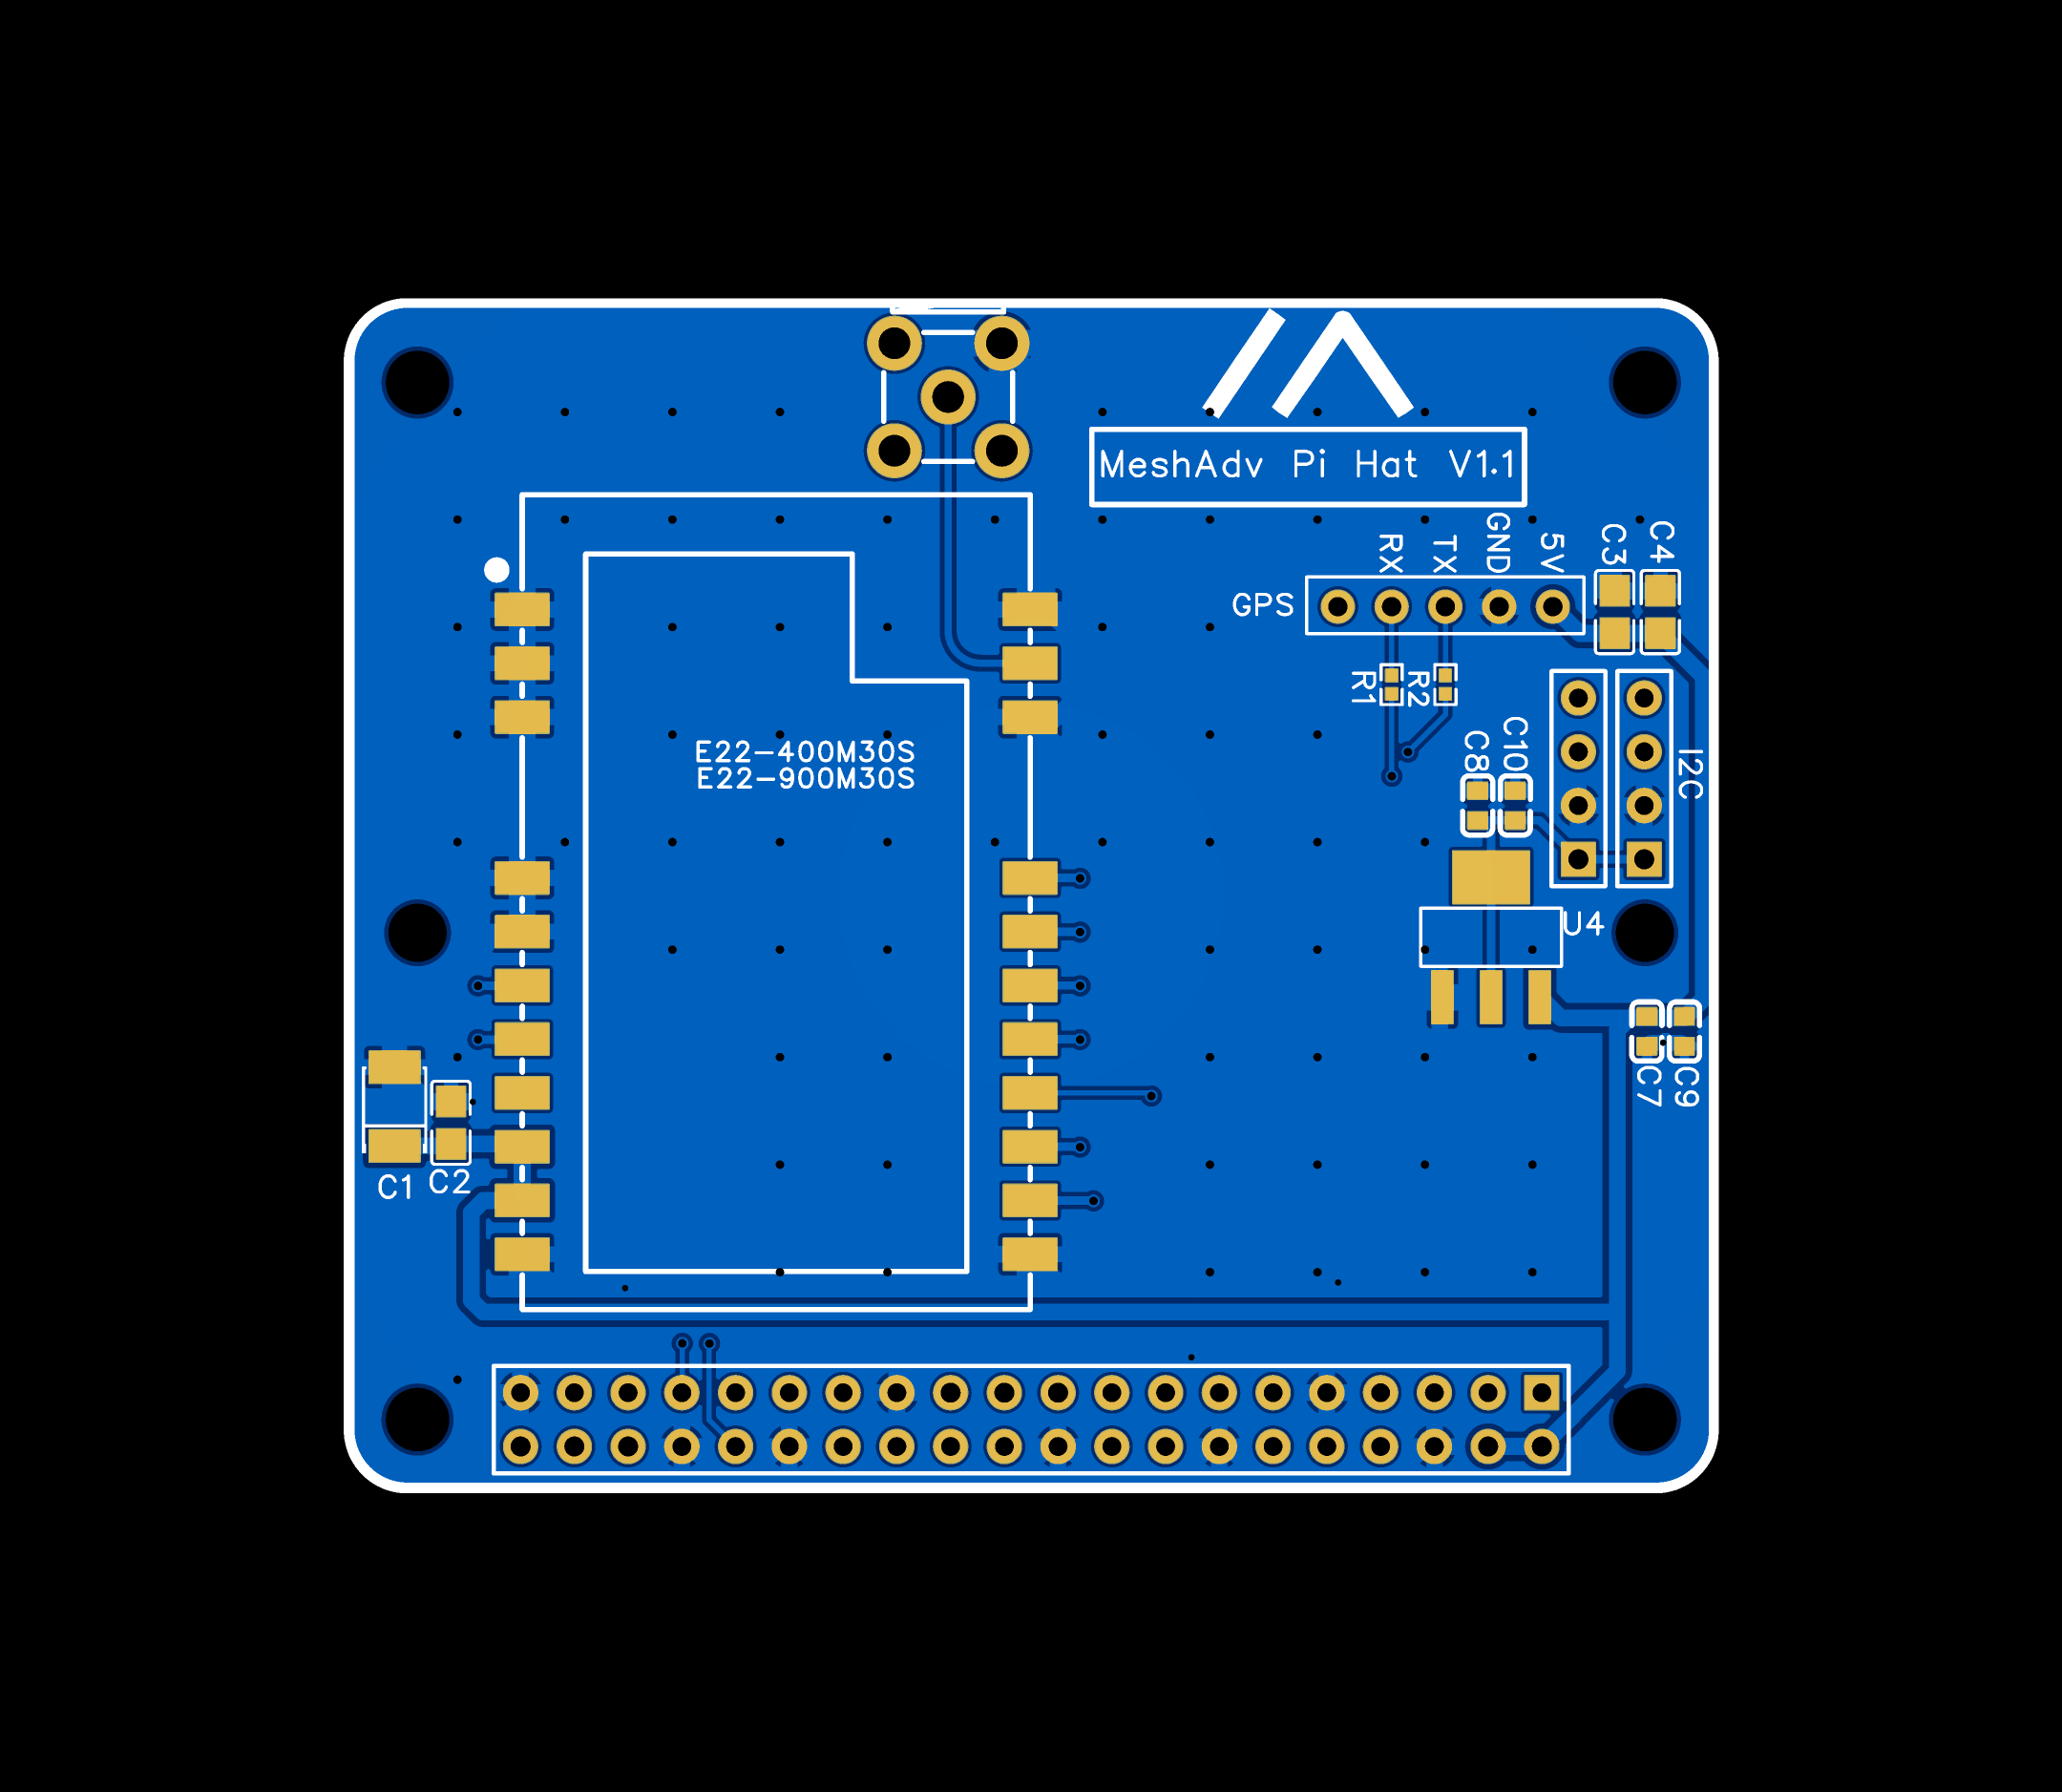 MeshAdv Pi Hat V1.1
RX
TX
GND
5V
C3
C4
GPS
R1
R2
C8
C10
I2C
E22-400M30S
E22-900M30S
U4
C7
C9
C1
C2